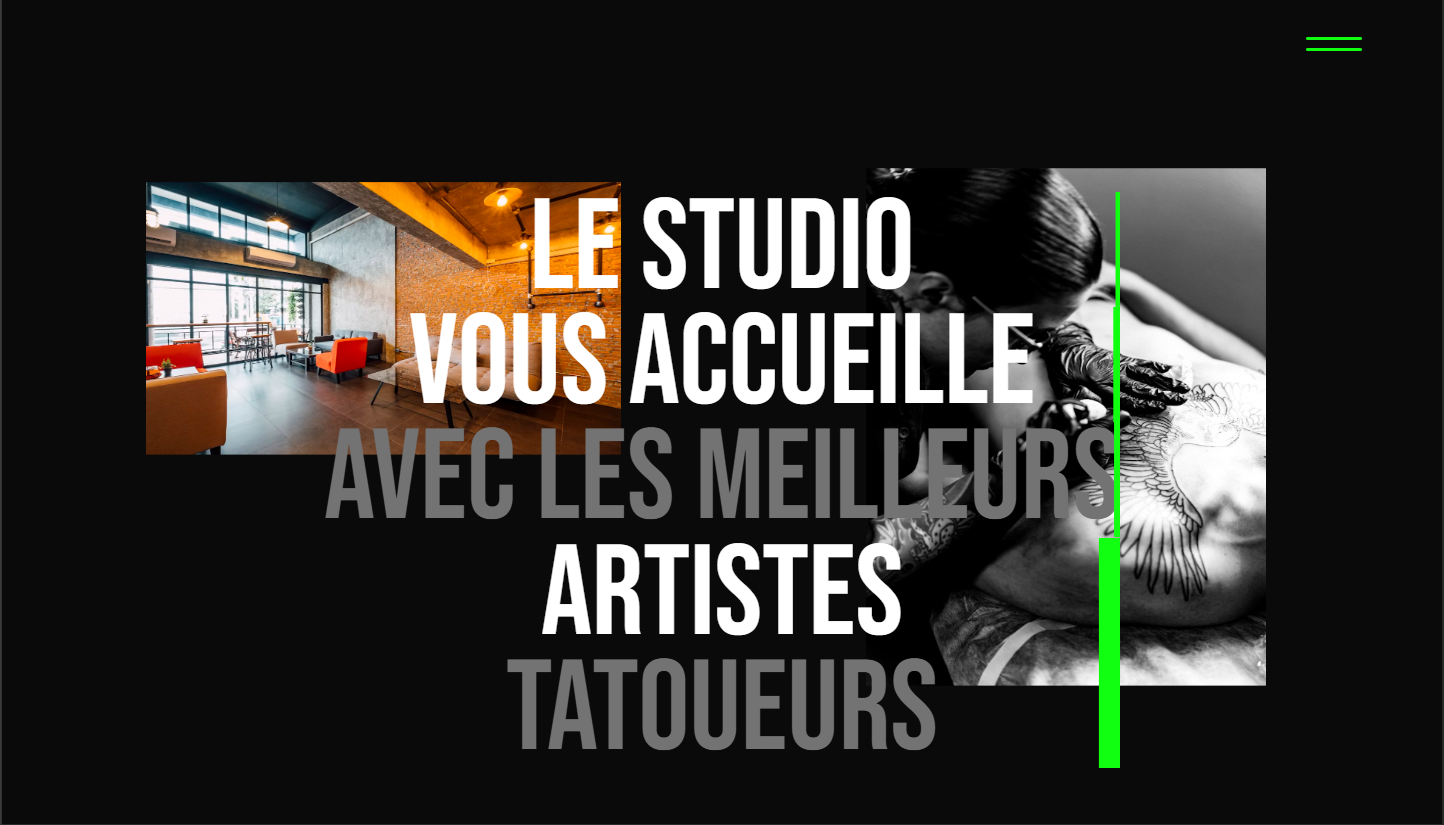 LE STUDIO
VOUS ACCUEILLE
AVEC LES MEILLEURS
ARTISTES
TATOUEURS